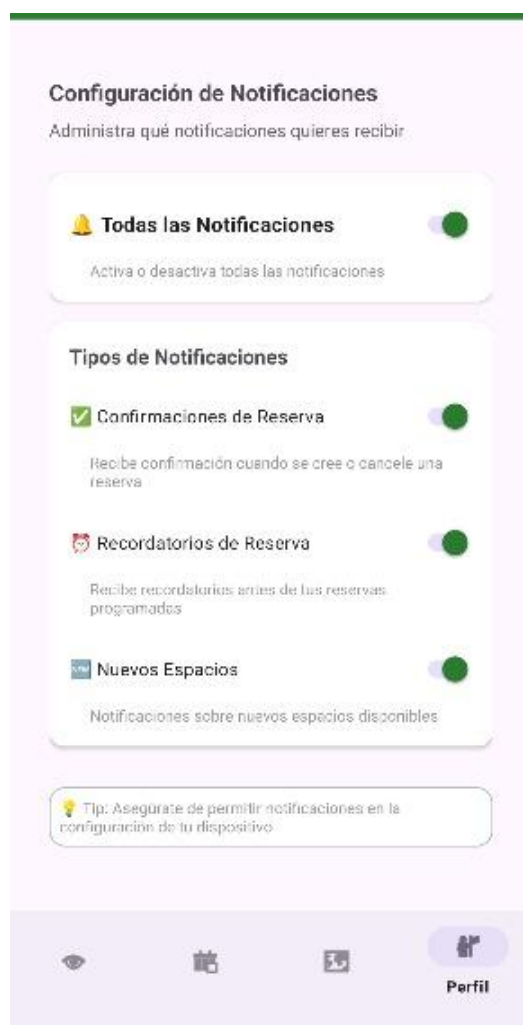 Configuración de Notificaciones
Administra qué notificaciones quieres recibir
🔔 Todas las Notificaciones
Activa o desactiva todas las notificaciones
Tipos de Notificaciones
✅ Confirmaciones de Reserva
Recibe confirmación cuando se cree o cancele una
reserva
⏰ Recordatorios de Reserva
Recibe recordatorios antes de tus reservas
programadas
🆕 Nuevos Espacios
Notificaciones sobre nuevos espacios disponibles
💡 Tip: Asegúrate de permitir notificaciones en la
configuración de tu dispositivo
Perfil